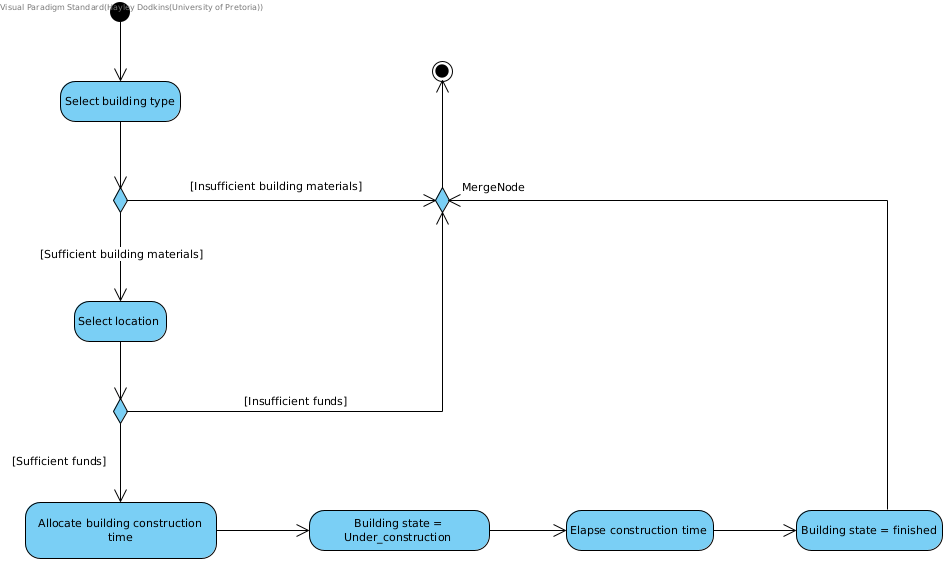 Visual Paradigm Standard(Hayley Dodkins(University of Pretoria))
Select building type
[Insufficient building materials]
MergeNode
[Sufficient building materials]
Select location
[Insufficient funds]
[Sufficient funds]
Allocate building construction
time
Building state =
Under_construction
Elapse construction time
Building state = finished